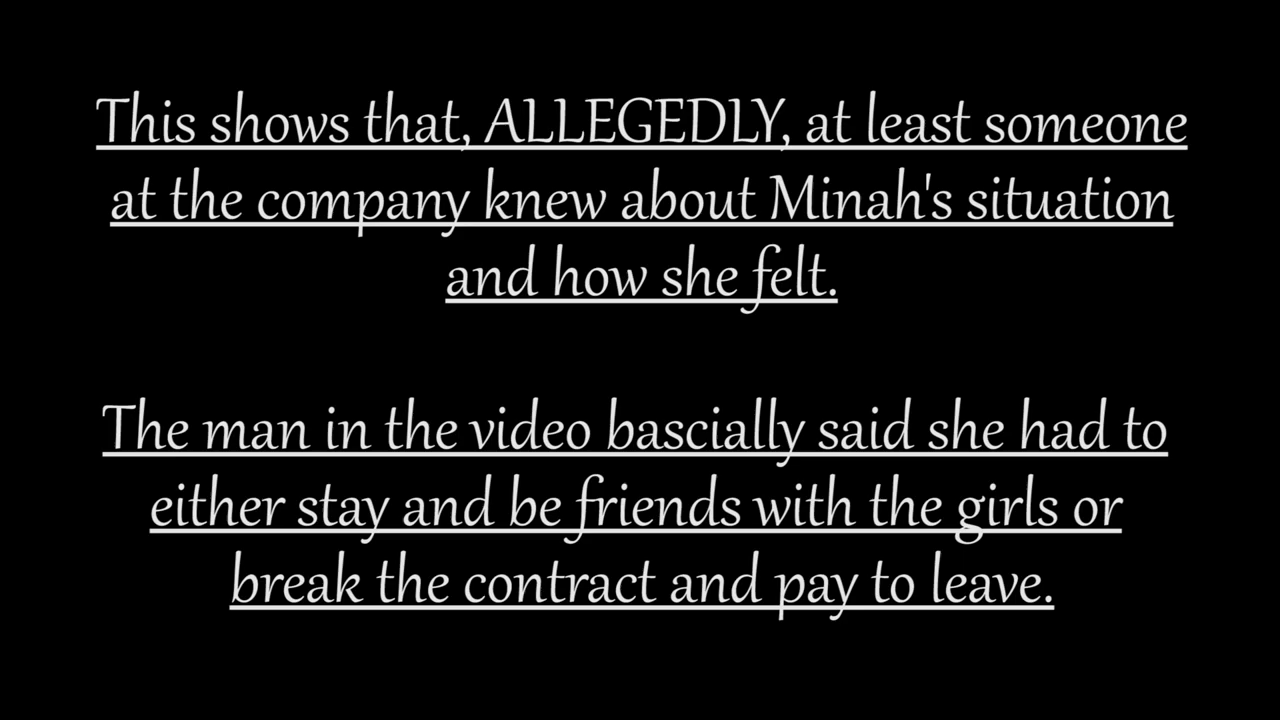 This shows that, ALLEGEDLY, at least someone
at the company knew about Minah's situation
and how she felt.
The man in the video bascially said she had to
either stay and be friends with the girls or
break the contract and pay to leave.